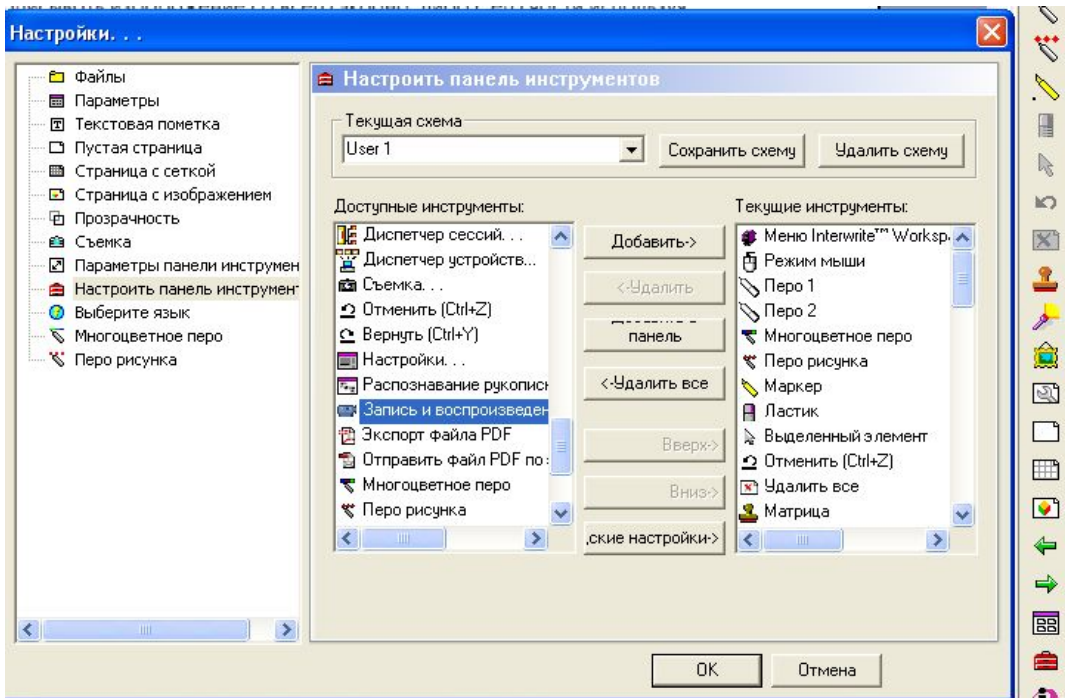 Настройки. . .
Файлы
Параметры
Текстовая пометка
Пустая страница
Страница с сеткой
Страница с изображением
Прозрачность
Съемка
Параметры панели инструмен
Настроить панель инструмент
Выберите язык
Многоцветное перо
Перо рисунка
Настроить панель инструментов
Текущая схема
User 1
Сохранить схему
Удалить схему
Доступные инструменты:
Диспетчер сессий. . .
Диспетчер устройств...
Съемка. . .
Отменить (Ctrl+Z)
Вернуть (Ctrl+Y)
Настройки. . .
Распознавание рукописн
Запись и воспроизведен
Экспорт файла PDF
Отправить файл PDF по
Многоцветное перо
Перо рисунка
Добавить->
<-Удалить
панель
<-Удалить все
Вверх->
Вниз->
ские настройки->
Текущие инструменты:
Меню Interwrite™ Worksp
Режим мыши
Перо 1
Перо 2
Многоцветное перо
Перо рисунка
Маркер
Ластик
Выделенный элемент
Отменить (Ctrl+Z)
Удалить все
Матрица
OK
Отмена